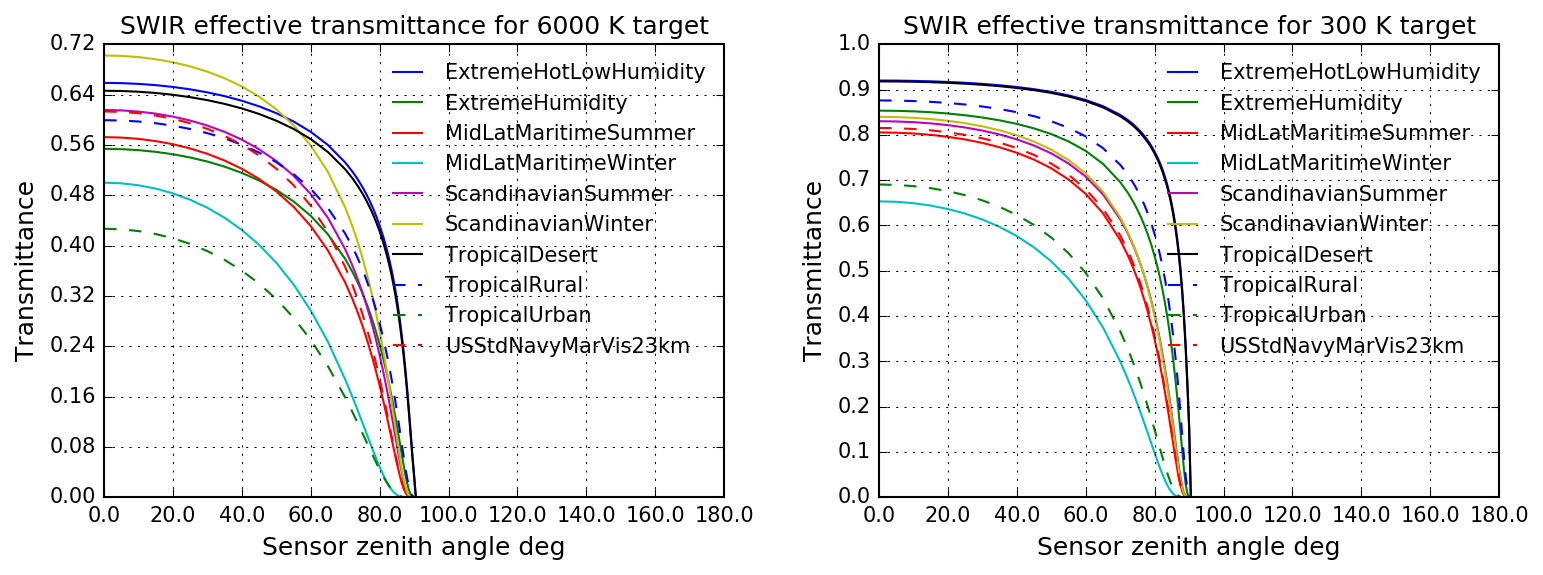 SWIR effective transmittance for 6000 K target
Transmittance
0.72
0.64
0.56
0.48
0.40
0.32
0.24
0.16
0.08
0.00
ExtremeHotLowHumidity
ExtremeHumidity
MidLatMaritimeSummer
MidLatMaritimeWinter
ScandinavianSummer
ScandinavianWinter
TropicalDesert
TropicalRural
TropicalUrban
USStdNavyMarVis23km
0.0 20.0 40.0 60.0 80.0 100.0 120.0 140.0 160.0 180.0
Sensor zenith angle deg
SWIR effective transmittance for 300 K target
Transmittance
1.0
0.9
0.8
0.7
0.6
0.5
0.4
0.3
0.2
0.1
0.0
ExtremeHotLowHumidity
ExtremeHumidity
MidLatMaritimeSummer
MidLatMaritimeWinter
ScandinavianSummer
ScandinavianWinter
TropicalDesert
TropicalRural
TropicalUrban
USStdNavyMarVis23km
0.0 20.0 40.0 60.0 80.0 100.0 120.0 140.0 160.0 180.0
Sensor zenith angle deg